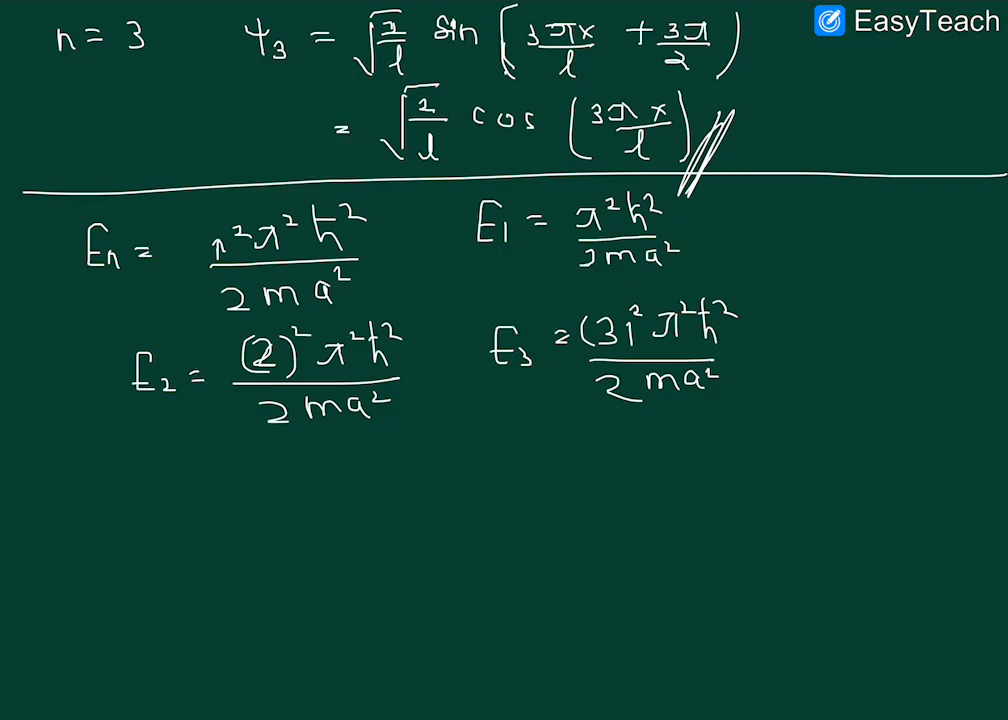 EasyTeach
n = 3 ψ₃ = √(2/l) sin [3πx/l + 3π/2)
= √(2/l) cos (3πx/l)
Eₙ = n²π²ℏ²/2ma² E₁ = π²ℏ²/2ma²
E₂ = (2)²π²ℏ²/2ma² E₃ = (3)²π²ℏ²/2ma²